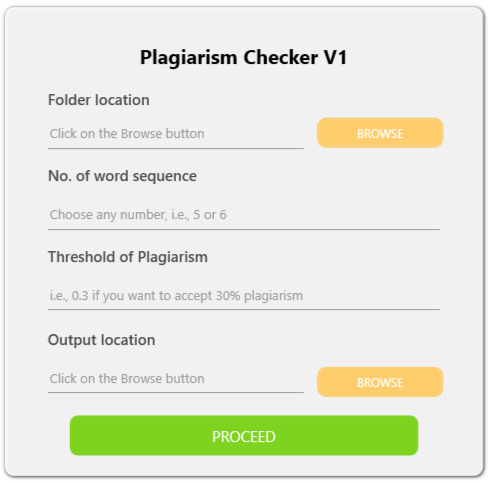 Plagiarism Checker V1
Folder location
Click on the Browse button
BROWSE
No. of word sequence
Choose any number, i.e., 5 or 6
Threshold of Plagiarism
i.e., 0.3 if you want to accept 30% plagiarism
Output location
Click on the Browse button
BROWSE
PROCEED